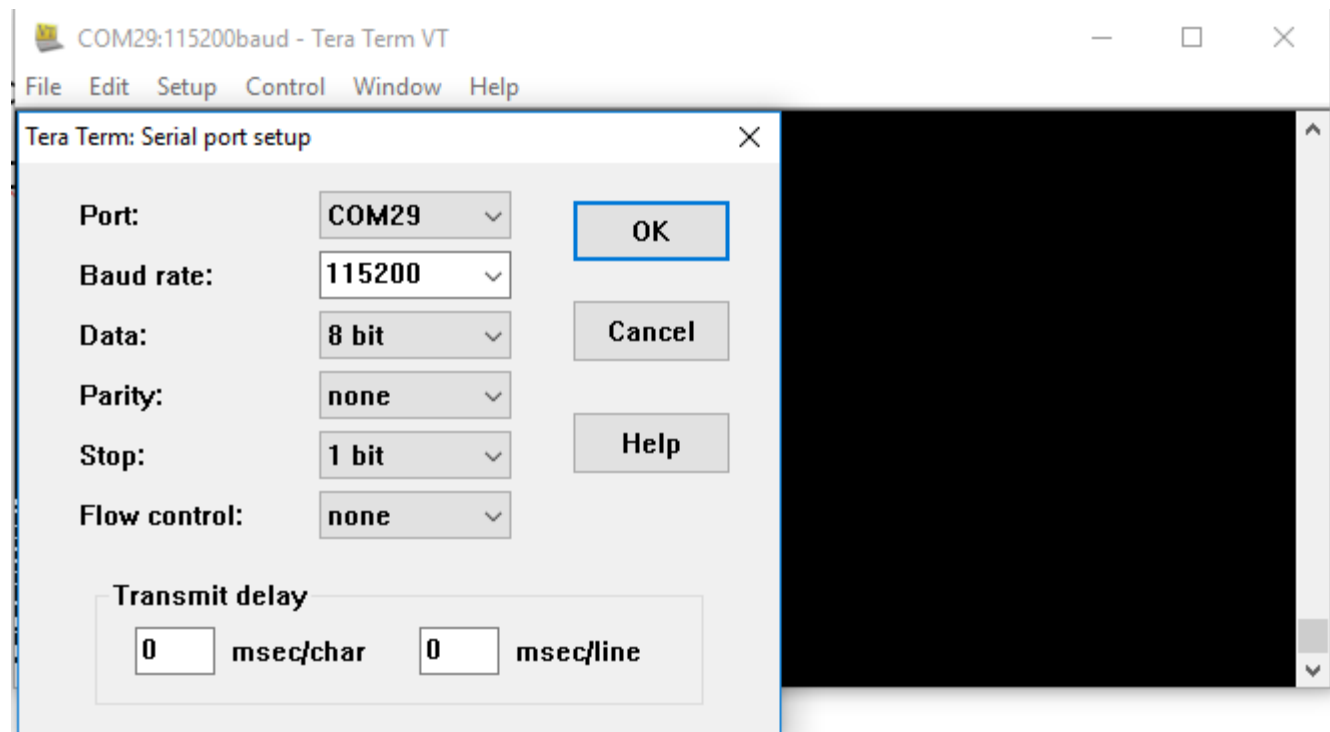 COM29:115200baud - Tera Term VT
File Edit Setup Control Window Help
Tera Term: Serial port setup
Port: COM29 OK
Baud rate: 115200
Data: 8 bit Cancel
Parity: none
Stop: 1 bit Help
Flow control: none
Transmit delay
0 msec/char 0 msec/line